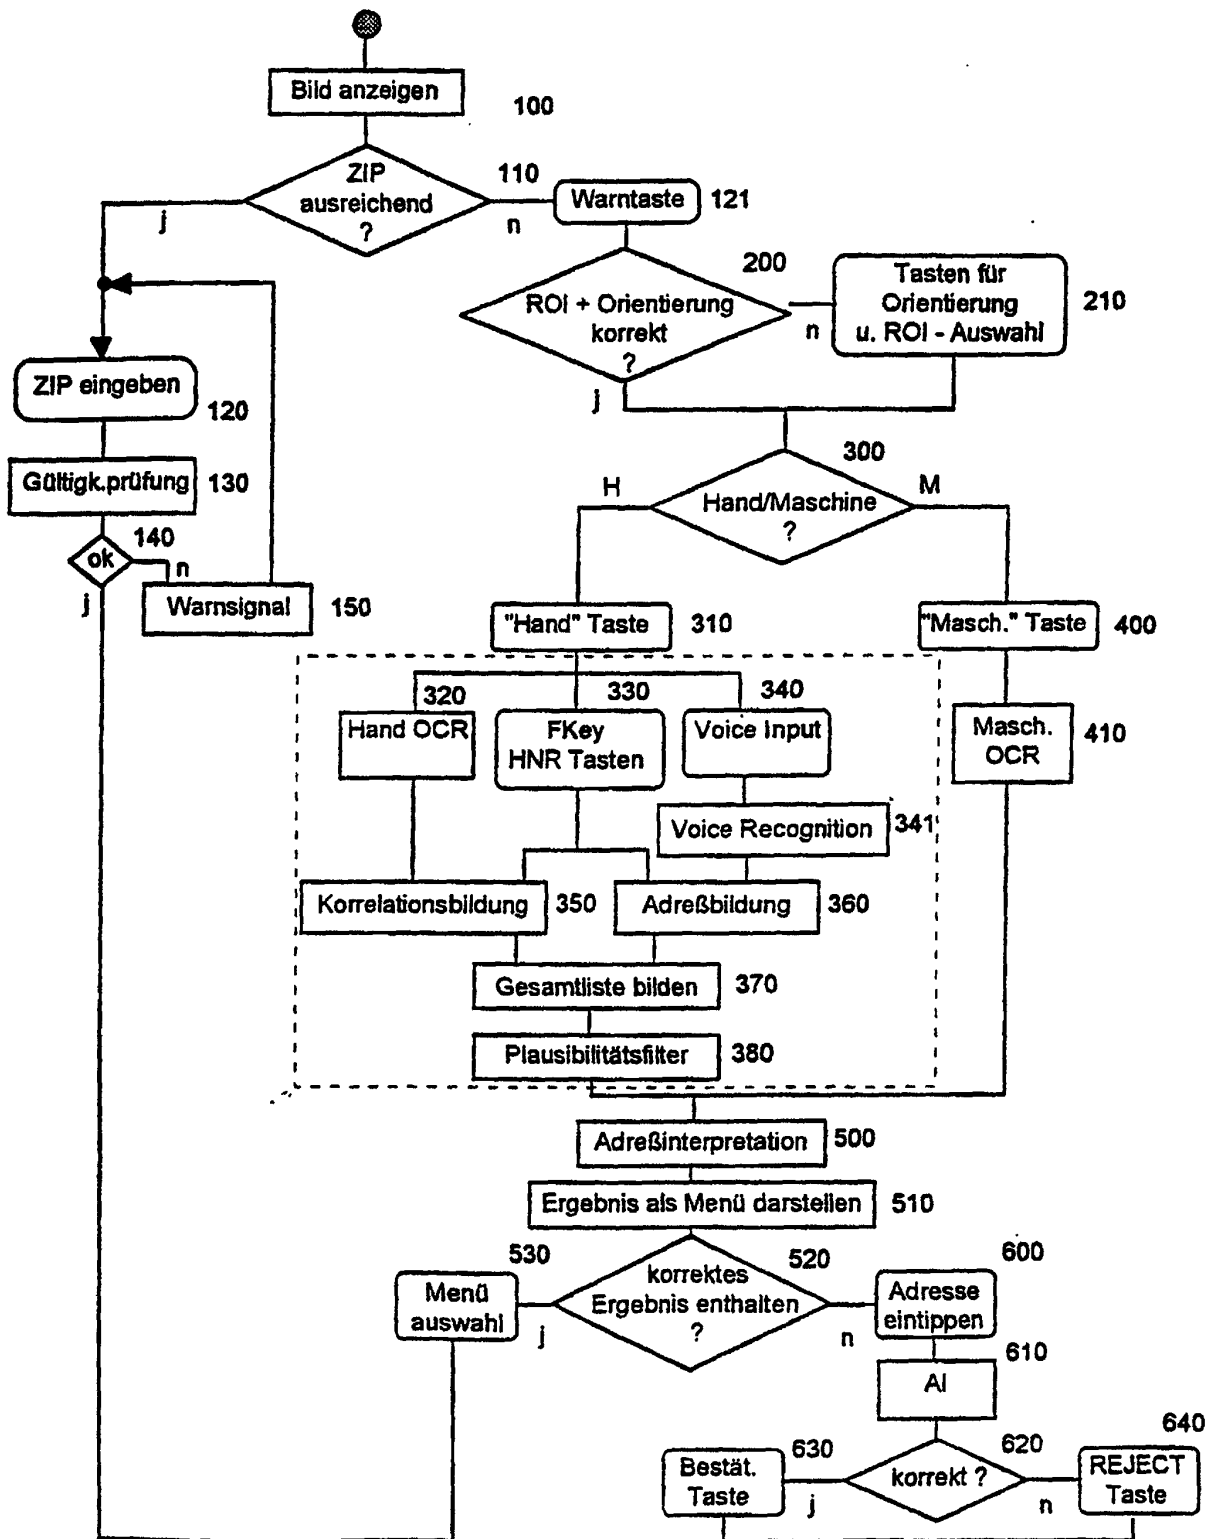 Bild anzeigen
100
ZIP
ausreichend
?
110
j
n
Warntaste
121
200
ROI + Orientierung
korrekt
?
n
j
Tasten für
Orientierung
u. ROI - Auswahl
210
ZIP eingeben
120
Gültigk.prüfung
130
140
ok
n
j
Warnsignal
150
300
H
M
Hand/Maschine
?
"Hand" Taste
310
"Masch." Taste
400
320
330
340
Hand OCR
FKey
HNR Tasten
Voice Input
Masch.
OCR
410
Voice Recognition
341
Korrelationsbildung
350
Adreßbildung
360
Gesamtliste bilden
370
Plausibilitätsfilter
380
Adreßinterpretation
500
Ergebnis als Menü darstellen
510
530
520
600
Menü
auswahl
j
korrektes
Ergebnis enthalten
?
n
Adresse
eintippen
610
AI
640
630
620
Bestät.
Taste
j
korrekt ?
n
REJECT
Taste